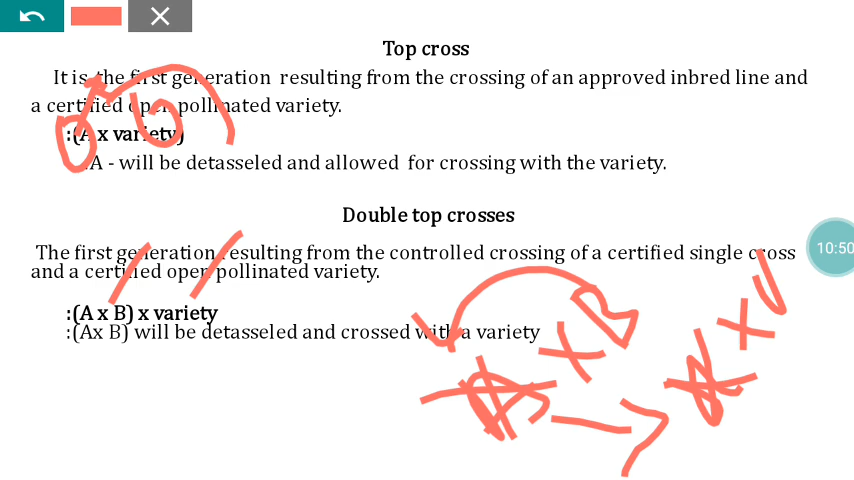 Top cross
It is the first generation resulting from the crossing of an approved inbred line and
a certified open pollinated variety.
:(A x variety)
:A - will be detasseled and allowed for crossing with the variety.
Double top crosses
The first generation resulting from the controlled crossing of a certified single cross
and a certified open pollinated variety.
:(A x B) x variety
:(Ax B) will be detasseled and crossed with a variety
10:50